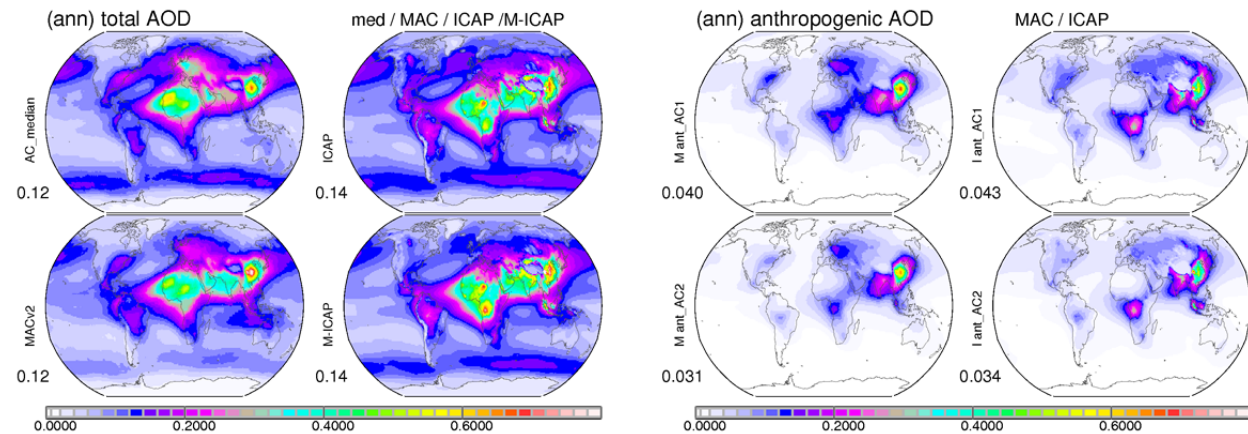 (ann) total AOD
med / MAC / ICAP /M-ICAP
AC_median
0.12
ICAP
0.14
MACv2
0.12
M-ICAP
0.14
0.0000 0.2000 0.4000 0.6000
(ann) anthropogenic AOD
MAC / ICAP
M ant_AC1
0.040
I ant_AC1
0.043
M ant_AC2
0.031
I ant_AC2
0.034
0.0000 0.2000 0.4000 0.6000